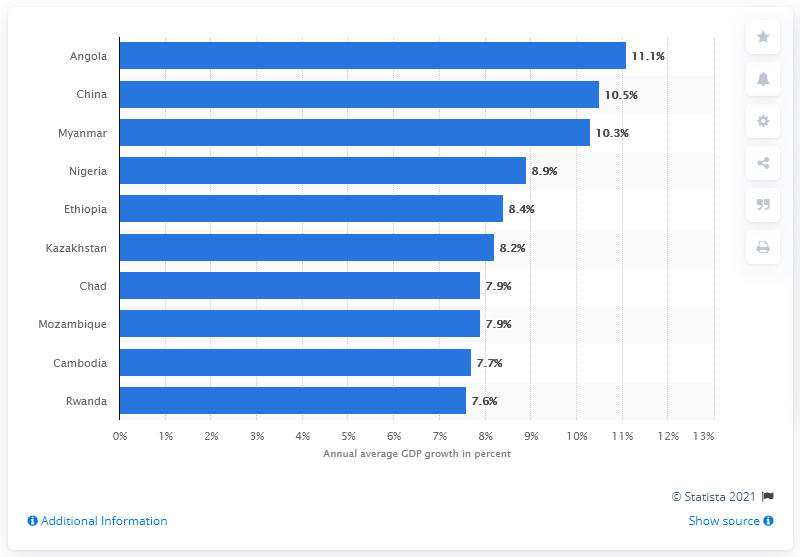 Angola 11.1%
China 10.5%
Myanmar 10.3%
Nigeria 8.9%
Ethiopia 8.4%
Kazakhstan 8.2%
Chad 7.9%
Mozambique 7.9%
Cambodia 7.7%
Rwanda 7.6%
0% 1% 2% 3% 4% 5% 6% 7% 8% 9% 10% 11% 12% 13%
Annual average GDP growth in percent
© Statista 2021
Additional Information Show source